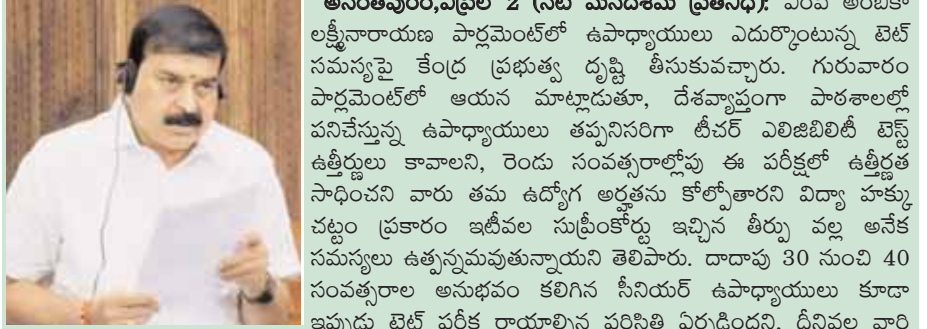 అనంతపురం,ఏప్రిల్ 2 (సిటీ మనదేశమ్ ప్రతినిధి): ఎంపీ అంబికా
లక్ష్మీనారాయణ పార్లమెంట్‌లో ఉపాధ్యాయులు ఎదుర్కొంటున్న టెట్
సమస్యపై కేంద్ర ప్రభుత్వ దృష్టి తీసుకువచ్చారు. గురువారం
పార్లమెంట్‌లో ఆయన మాట్లాడుతూ, దేశవ్యాప్తంగా పాఠశాలల్లో
పనిచేస్తున్న ఉపాధ్యాయులు తప్పనిసరిగా టీచర్ ఎలిజిబిలిటీ టెస్ట్
ఉత్తీర్ణులు కావాలని, రెండు సంవత్సరాల్లోపు ఈ పరీక్షలో ఉత్తీర్ణత
సాధించని వారు తమ ఉద్యోగ అర్హతను కోల్పోతారని విద్యా హక్కు
చట్టం ప్రకారం ఇటీవల సుప్రీంకోర్టు ఇచ్చిన తీర్పు వల్ల అనేక
సమస్యలు ఉత్పన్నమవుతున్నాయని తెలిపారు. దాదాపు 30 నుంచి 40
సంవత్సరాల అనుభవం కలిగిన సీనియర్ ఉపాధ్యాయులు కూడా
ఇప్పుడు టెట్ పరీక్ష రాయాల్సిన పరిస్థితి ఏర్పడిందని, దీనివల్ల వారి